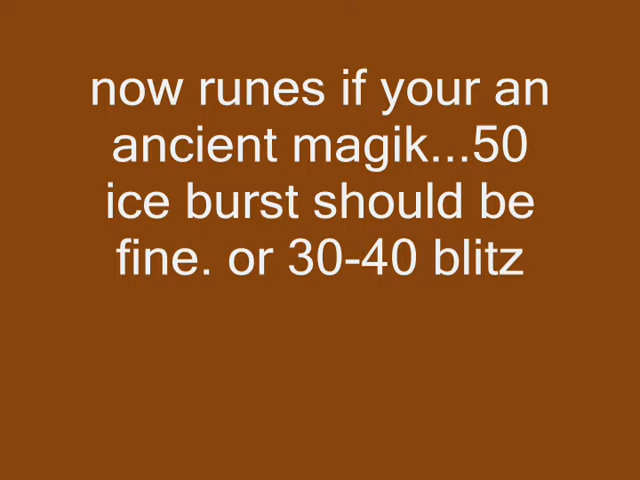 now runes if your an
ancient magik...50
ice burst should be
fine. or 30-40 blitz